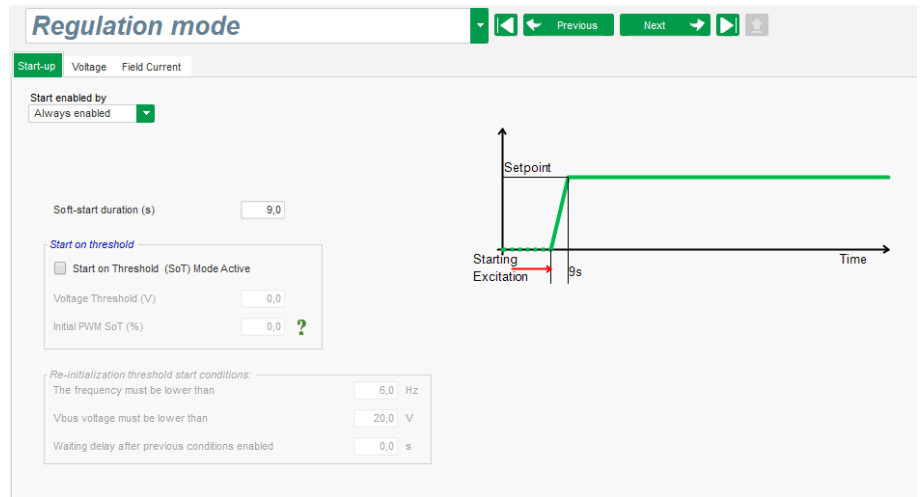 Regulation mode
Previous
Next
Start-up Voltage Field Current
Start enabled by
Always enabled
Soft-start duration (s) 9,0
Start on threshold
Start on Threshold (SoT) Mode Active
Voltage Threshold (V) 0,0
Initial PWM SoT (%) 0,0 ?
Re-initialization threshold start conditions:
The frequency must be lower than 6,0 Hz
Vbus voltage must be lower than 20,0 V
Waiting delay after previous conditions enabled 0,0 s
Setpoint
Starting
Excitation
9s
Time